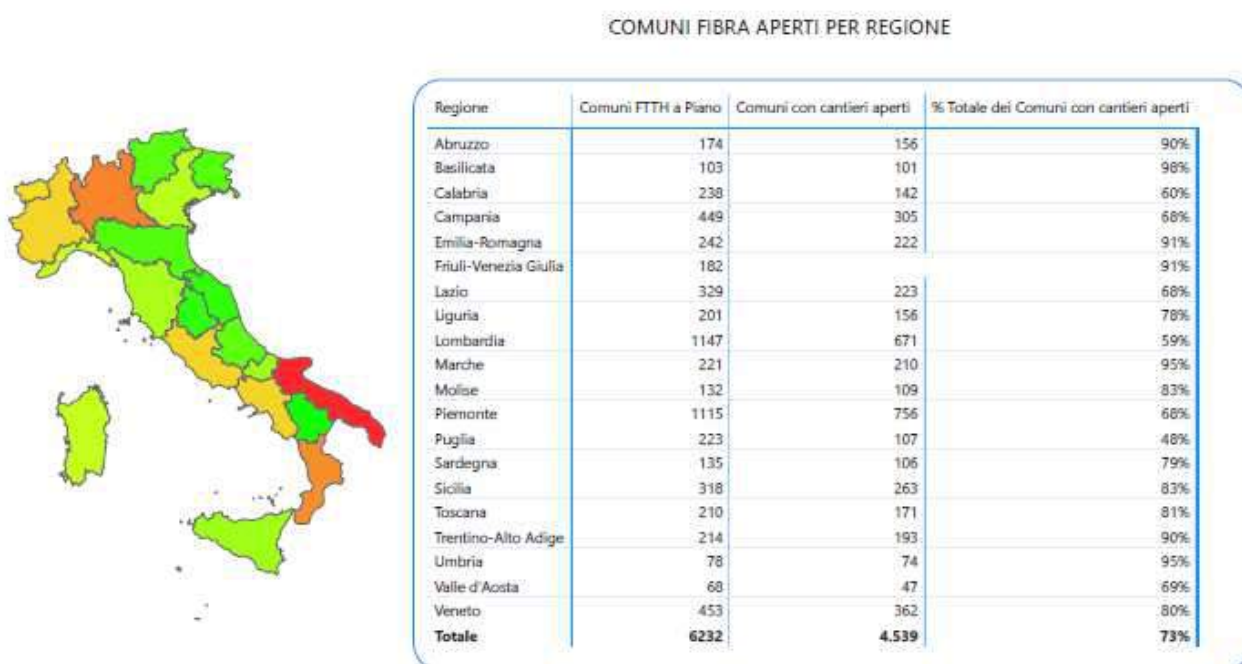 COMUNI FIBRA APERTI PER REGIONE
Regione Comuni FTTH a Piano Comuni con cantieri aperti % Totale dei Comuni con cantieri aperti
Abruzzo 174 156 90%
Basilicata 103 101 98%
Calabria 238 142 60%
Campania 449 305 68%
Emilia-Romagna 242 222 91%
Friuli-Venezia Giulia 182 91%
Lazio 329 223 68%
Liguria 201 156 78%
Lombardia 1147 671 59%
Marche 221 210 95%
Molise 132 109 83%
Piemonte 1115 756 68%
Puglia 223 107 48%
Sardegna 135 106 79%
Sicilia 318 263 83%
Toscana 210 171 81%
Trentino-Alto Adige 214 193 90%
Umbria 78 74 95%
Valle d'Aosta 68 47 69%
Veneto 453 362 80%
Totale 6232 4.539 73%